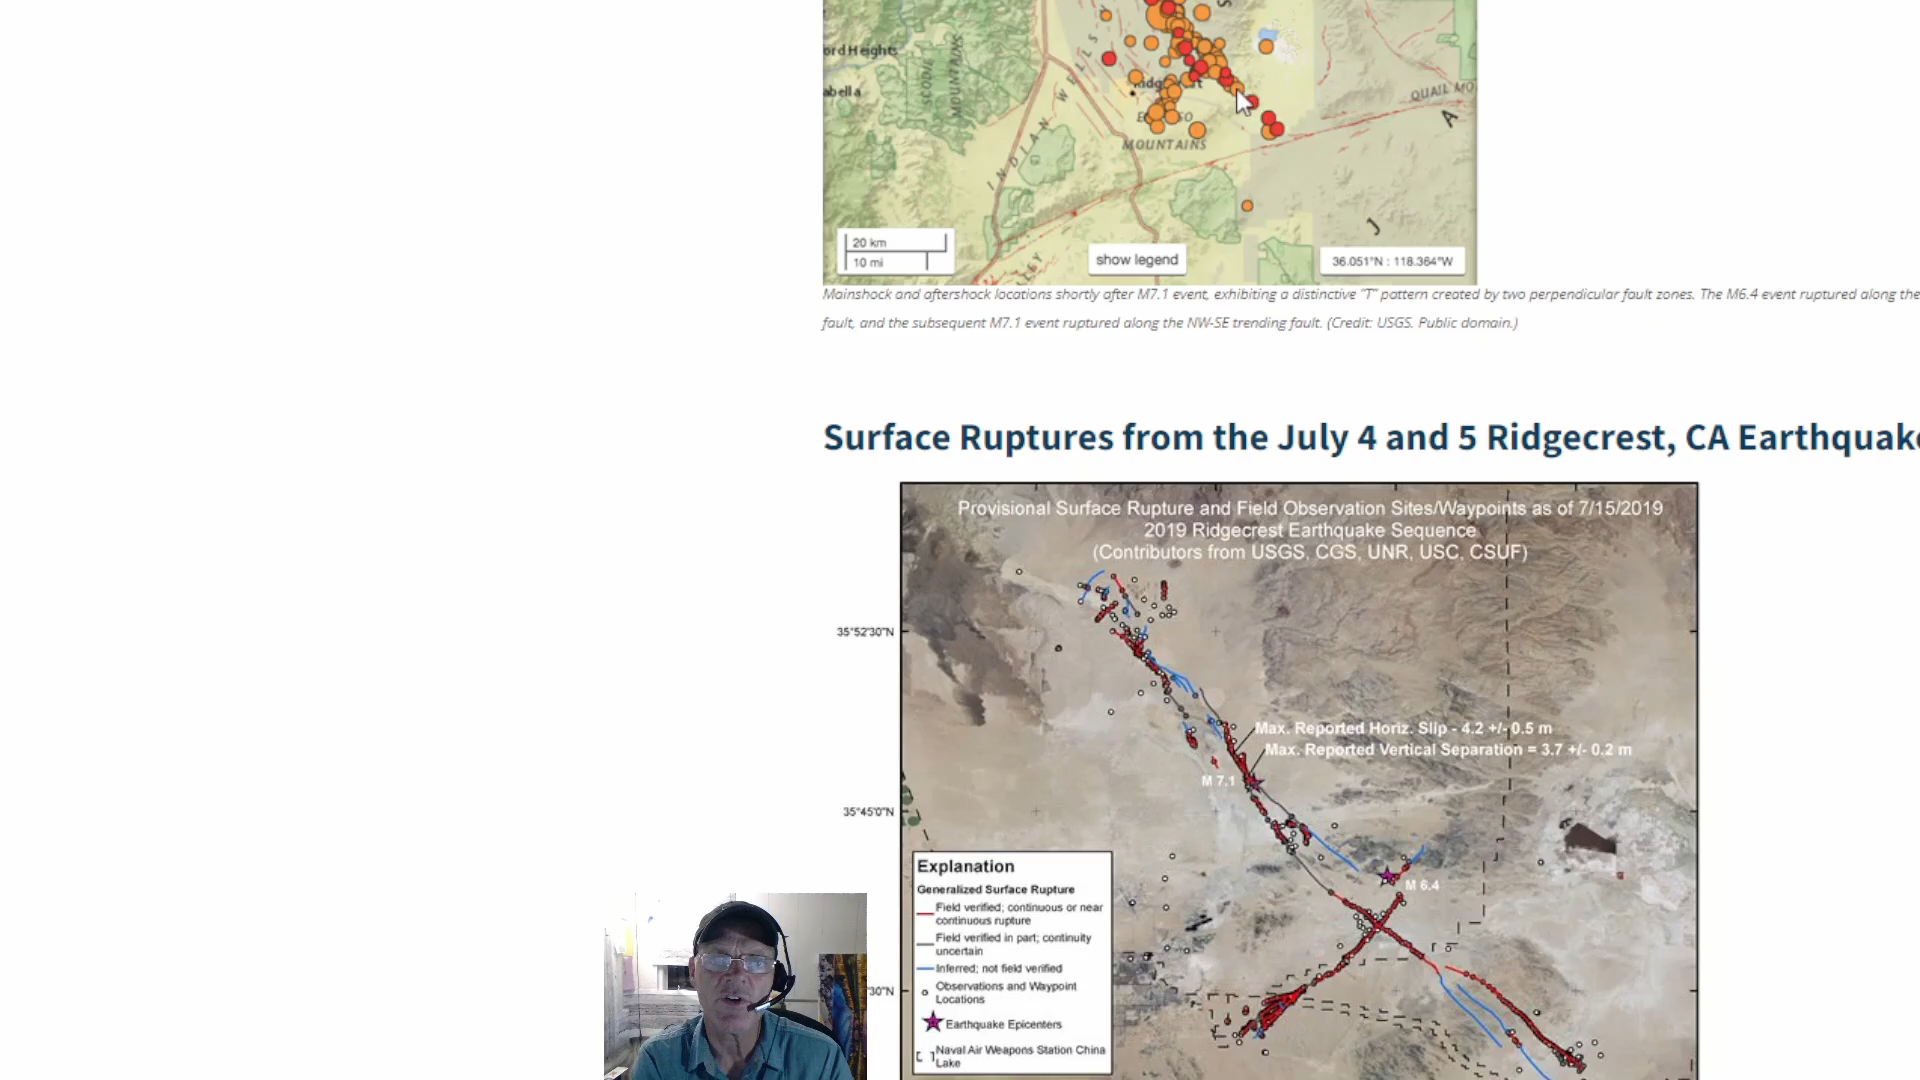 ord Heights
abella
SCODIE
MOUNTAINS
INDIAN WELLS
S
QUAIL MO
A
MOUNTAINS
J
20 km
10 mi
show legend
36.051°N : 118.364°W
Mainshock and aftershock locations shortly after M7.1 event, exhibiting a distinctive "T" pattern created by two perpendicular fault zones. The M6.4 event ruptured along the
fault, and the subsequent M7.1 event ruptured along the NW-SE trending fault. (Credit: USGS. Public domain.)
Surface Ruptures from the July 4 and 5 Ridgecrest, CA Earthquak
Provisional Surface Rupture and Field Observation Sites/Waypoints as of 7/15/2019
2019 Ridgecrest Earthquake Sequence
(Contributors from USGS, CGS, UNR, USC, CSUF)
35°52'30"N
Max. Reported Horiz. Slip - 4.2 +/- 0.5 m
Max. Reported Vertical Separation = 3.7 +/- 0.2 m
M 7.1
35°45'0"N
M 6.4
Explanation
Generalized Surface Rupture
Field verified; continuous or near
continuous rupture
Field verified in part; continuity
uncertain
Inferred; not field verified
Observations and Waypoint
Locations
Earthquake Epicenters
Naval Air Weapons Station China
Lake
'30"N